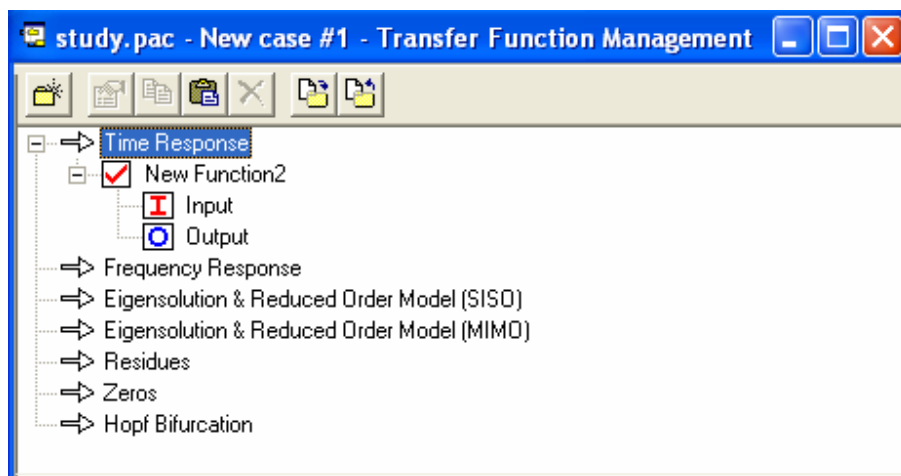 study.pac - New case #1 - Transfer Function Management
Time Response
New Function2
Input
Output
Frequency Response
Eigensolution & Reduced Order Model (SISO)
Eigensolution & Reduced Order Model (MIMO)
Residues
Zeros
Hopf Bifurcation